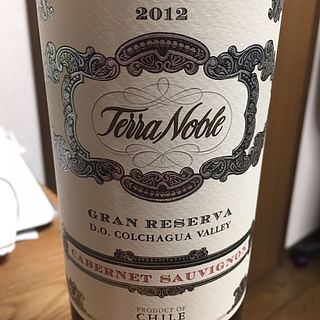 2012
TerraNoble
GRAN RESERVA
D.O. COLCHAGUA VALLEY
CABERNET SAUVIGNON
PRODUCT OF
CHILE